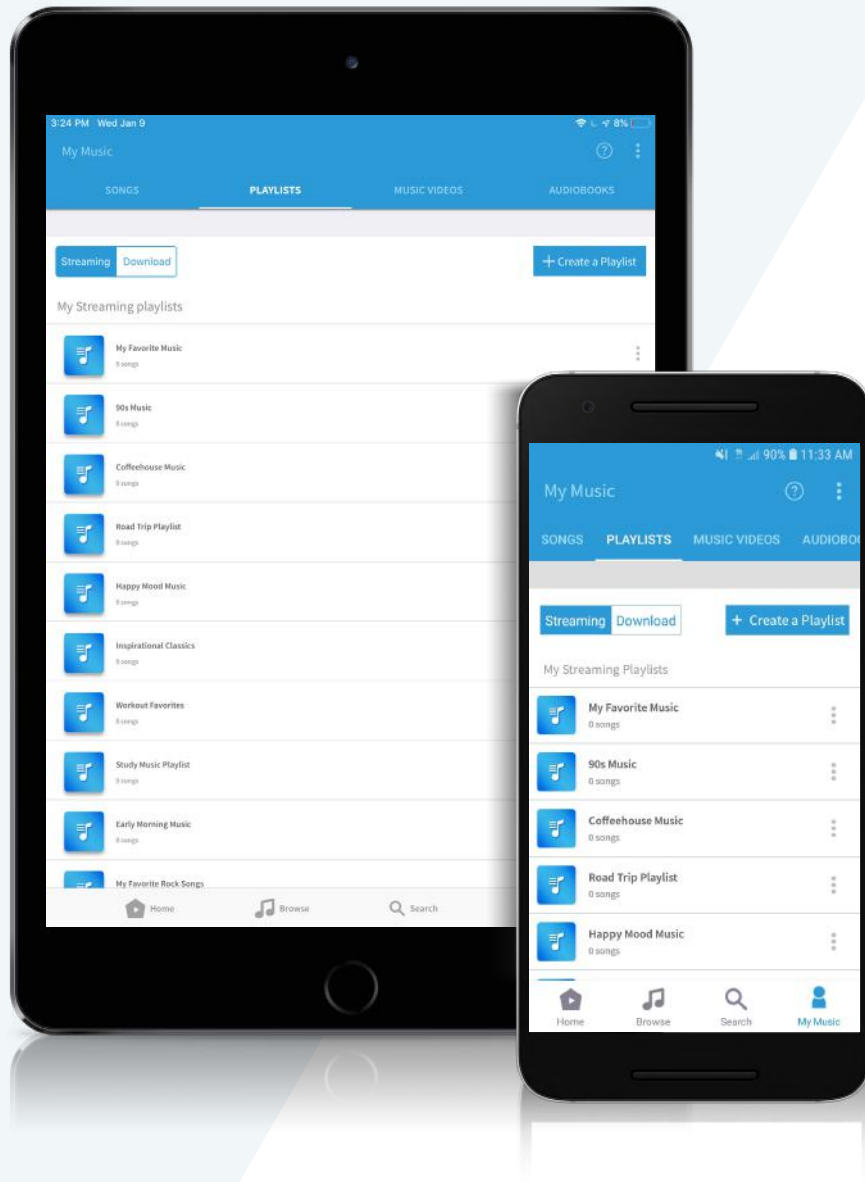 3:24 PM Wed Jan 9
8%
My Music
SONGS PLAYLISTS MUSIC VIDEOS AUDIOBOOKS
Streaming Download + Create a Playlist
My Streaming playlists
My Favorite Music
90s Music
Coffeehouse Music
Road Trip Playlist
Happy Mood Music
Inspirational Classics
Workout Favorites
Study Music Playlist
Early Morning Music
My Favorite Rock Songs
Home Browse Search
90% 11:33 AM
My Music
SONGS PLAYLISTS MUSIC VIDEOS AUDIOBO
Streaming Download + Create a Playlist
My Streaming Playlists
My Favorite Music
0 songs
90s Music
0 songs
Coffeehouse Music
0 songs
Road Trip Playlist
0 songs
Happy Mood Music
0 songs
Home Browse Search My Music